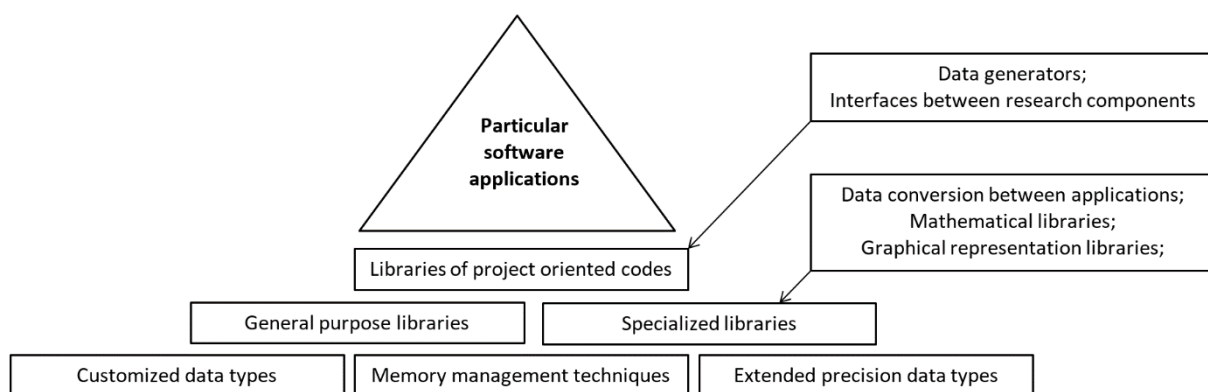 Particular
software
applications
Data generators;
Interfaces between research components
Data conversion between applications;
Mathematical libraries;
Graphical representation libraries;
Libraries of project oriented codes
General purpose libraries
Specialized libraries
Customized data types
Memory management techniques
Extended precision data types